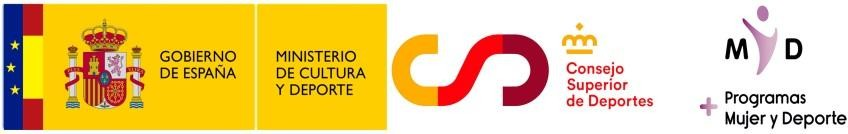 GOBIERNO
DE ESPAÑA
MINISTERIO
DE CULTURA
Y DEPORTE
Consejo
Superior
de Deportes
M D
+ Programas
Mujer y Deporte